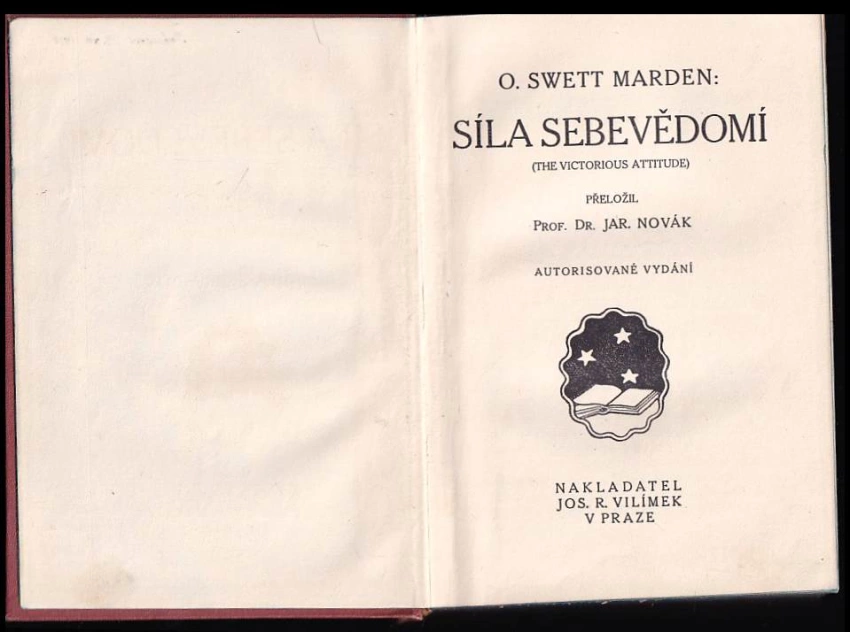 O. SWETT MARDEN:
SÍLA SEBEVĚDOMÍ
(THE VICTORIOUS ATTITUDE)
PŘELOŽIL
PROF. DR. JAR. NOVÁK
AUTORISOVANÉ VYDÁNÍ
NAKLADATEL
JOS. R. VILÍMEK
V PRAZE